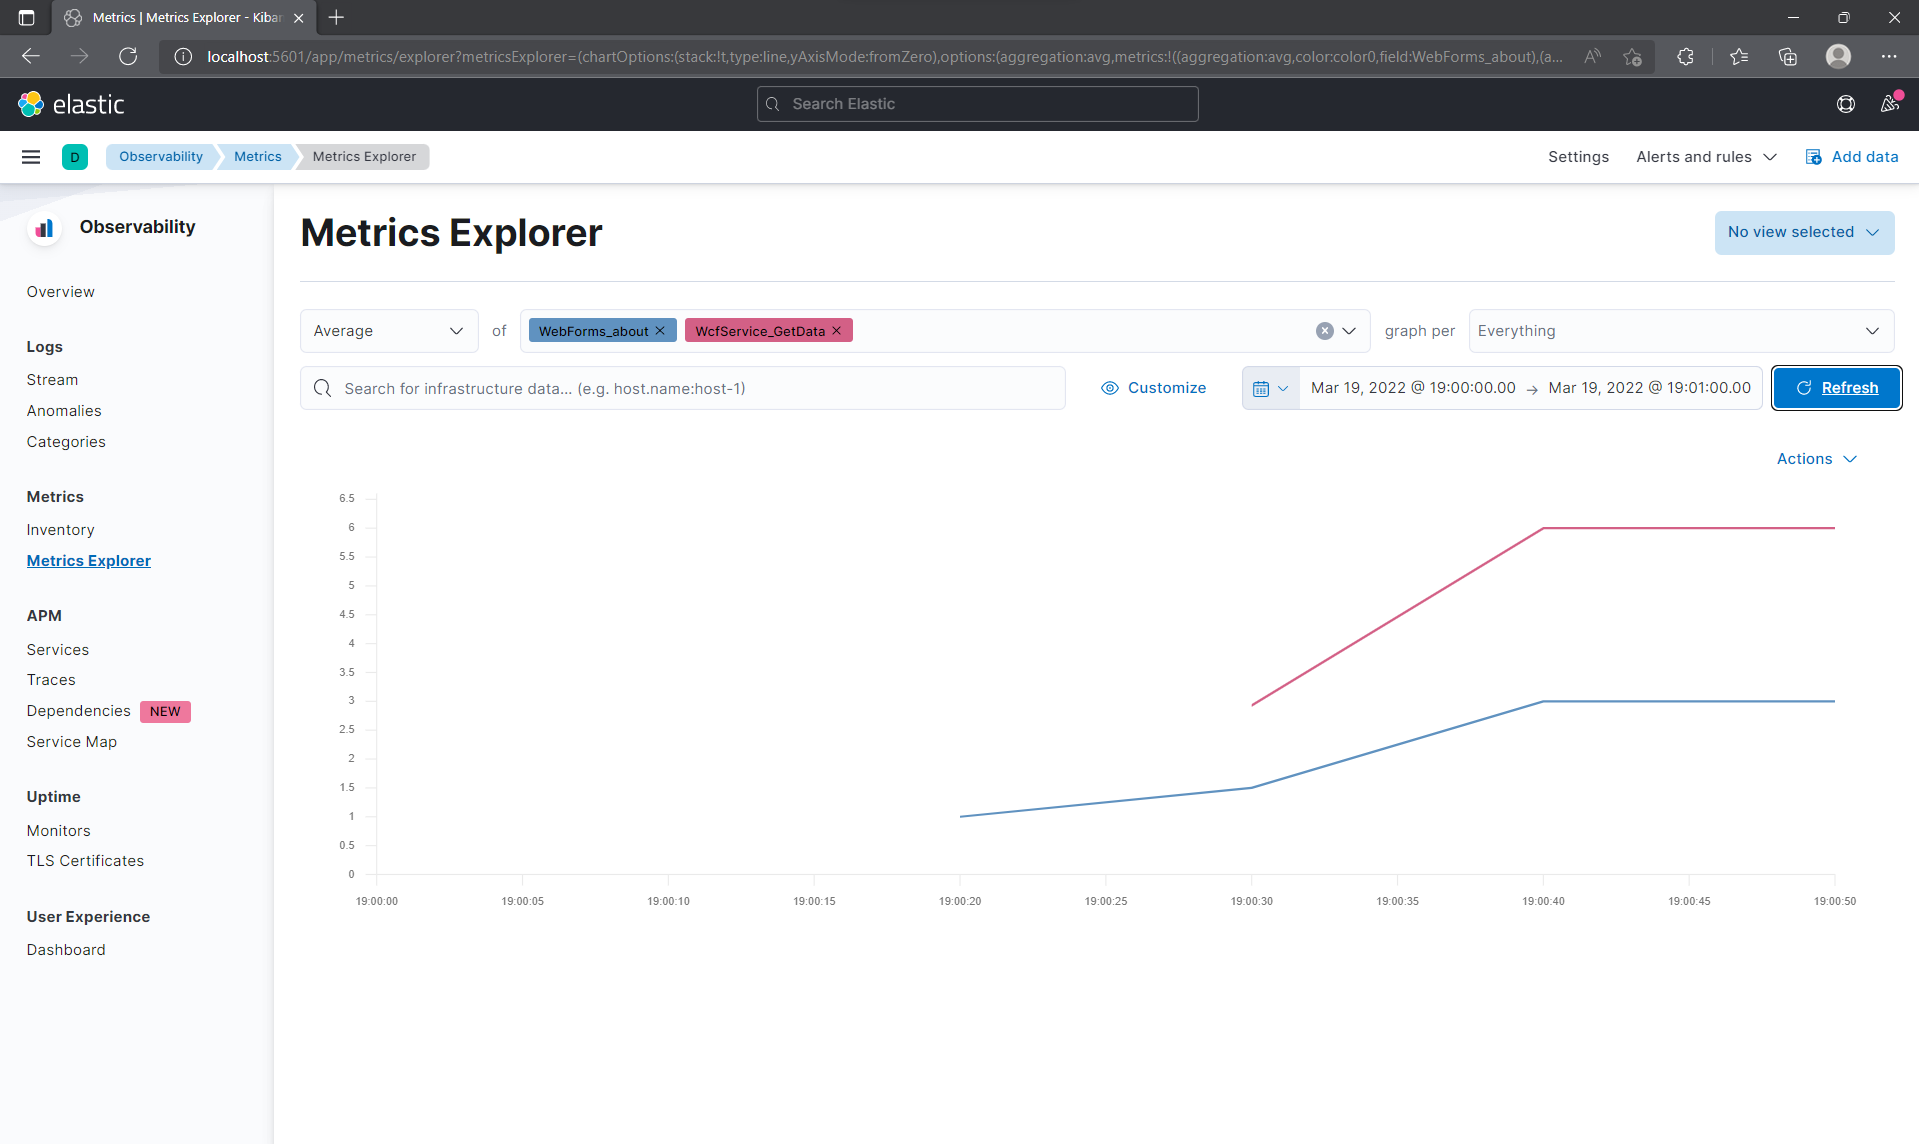 Metrics | Metrics Explorer - Kibar
localhost:5601/app/metrics/explorer?metricsExplorer=(chartOptions:(stack:!t,type:line,yAxisMode:fromZero),options:(aggregation:avg,metrics:!((aggregation:avg,color:color0,field:WebForms_about),(a...
elastic
Search Elastic
D
Observability
Metrics
Metrics Explorer
Settings
Alerts and rules
Add data
Observability
Overview
Logs
Stream
Anomalies
Categories
Metrics
Inventory
Metrics Explorer
APM
Services
Traces
Dependencies NEW
Service Map
Uptime
Monitors
TLS Certificates
User Experience
Dashboard
Metrics Explorer
No view selected
Average of WebForms_about WcfService_GetData graph per Everything
Search for infrastructure data... (e.g. host.name:host-1)
Customize
Mar 19, 2022 @ 19:00:00.00 → Mar 19, 2022 @ 19:01:00.00
Refresh
Actions
6.5
6
5.5
5
4.5
4
3.5
3
2.5
2
1.5
1
0.5
0
19:00:00 19:00:05 19:00:10 19:00:15 19:00:20 19:00:25 19:00:30 19:00:35 19:00:40 19:00:45 19:00:50